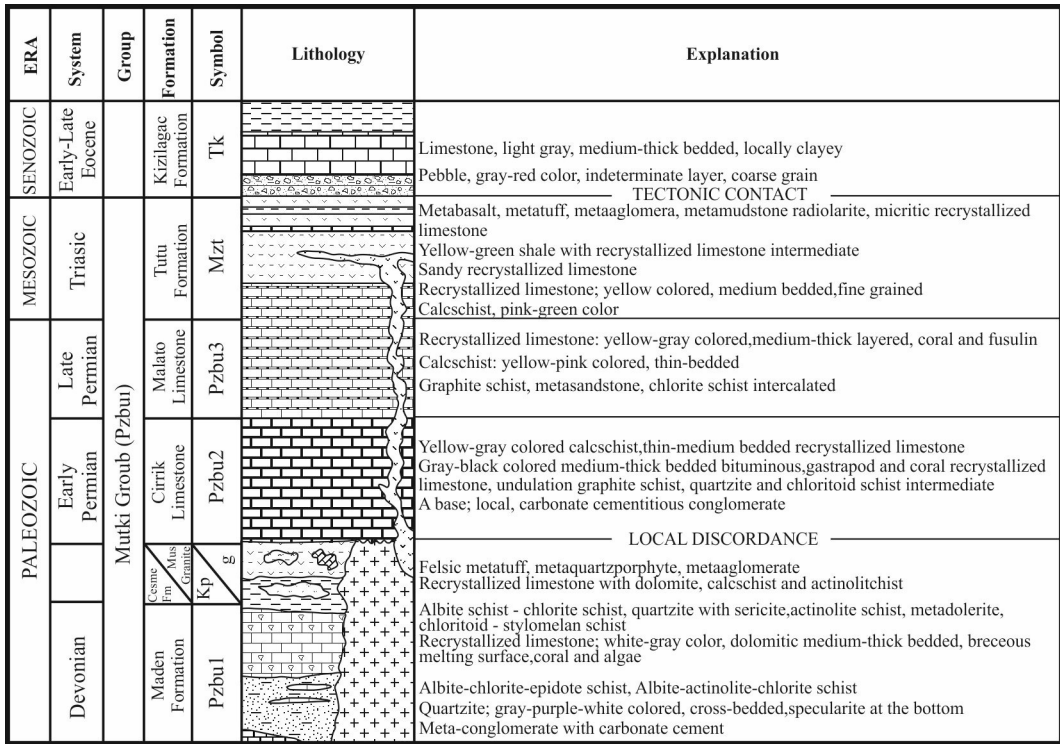 ERA
System
Group
Formation
Symbol
Lithology
Explanation
SENOZOIC
Early-Late
Eocene
Kizilagac
Formation
Tk
Limestone, light gray, medium-thick bedded, locally clayey
Pebble, gray-red color, indeterminate layer, coarse grain
TECTONIC CONTACT
MESOZOIC
Triasic
Tutu
Formation
Mzt
Metabasalt, metatuff, metaaglomera, metamudstone radiolarite, micritic recrystallized
limestone
Yellow-green shale with recrystallized limestone intermediate
Sandy recrystallized limestone
Recrystallized limestone; yellow colored, medium bedded,fine grained
Calcschist, pink-green color
PALEOZOIC
Mutki Groub (Pzbu)
Late
Permian
Malato
Limestone
Pzbu3
Recrystallized limestone: yellow-gray colored,medium-thick layered, coral and fusulin
Calcschist: yellow-pink colored, thin-bedded
Graphite schist, metasandstone, chlorite schist intercalated
Early
Permian
Cirrik
Limestone
Pzbu2
Yellow-gray colored calcschist,thin-medium bedded recrystallized limestone
Gray-black colored medium-thick bedded bituminous,gastrapod and coral recrystallized
limestone, undulation graphite schist, quartzite and chloritoid schist intermediate
A base; local, carbonate cementitious conglomerate
LOCAL DISCORDANCE
Cesme
Fm
Mus
Granite
Kp
g
Felsic metatuff, metaquartzporphyte, metaaglomerate
Recrystallized limestone with dolomite, calcschist and actinolitchist
Devonian
Maden
Formation
Pzbu1
Albite schist - chlorite schist, quartzite with sericite,actinolite schist, metadolerite,
chloritoid - stylomelan schist
Recrystallized limestone; white-gray color, dolomitic medium-thick bedded, breceous
melting surface,coral and algae
Albite-chlorite-epidote schist, Albite-actinolite-chlorite schist
Quartzite; gray-purple-white colored, cross-bedded,specularite at the bottom
Meta-conglomerate with carbonate cement